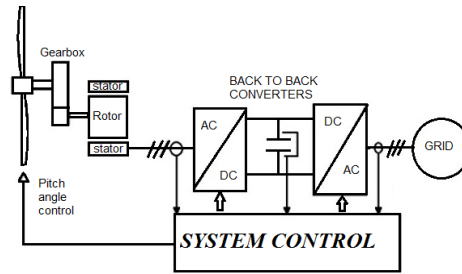 Gearbox
stator
Rotor
stator
BACK TO BACK
CONVERTERS
AC
DC
DC
AC
GRID
Pitch
angle
control
SYSTEM CONTROL